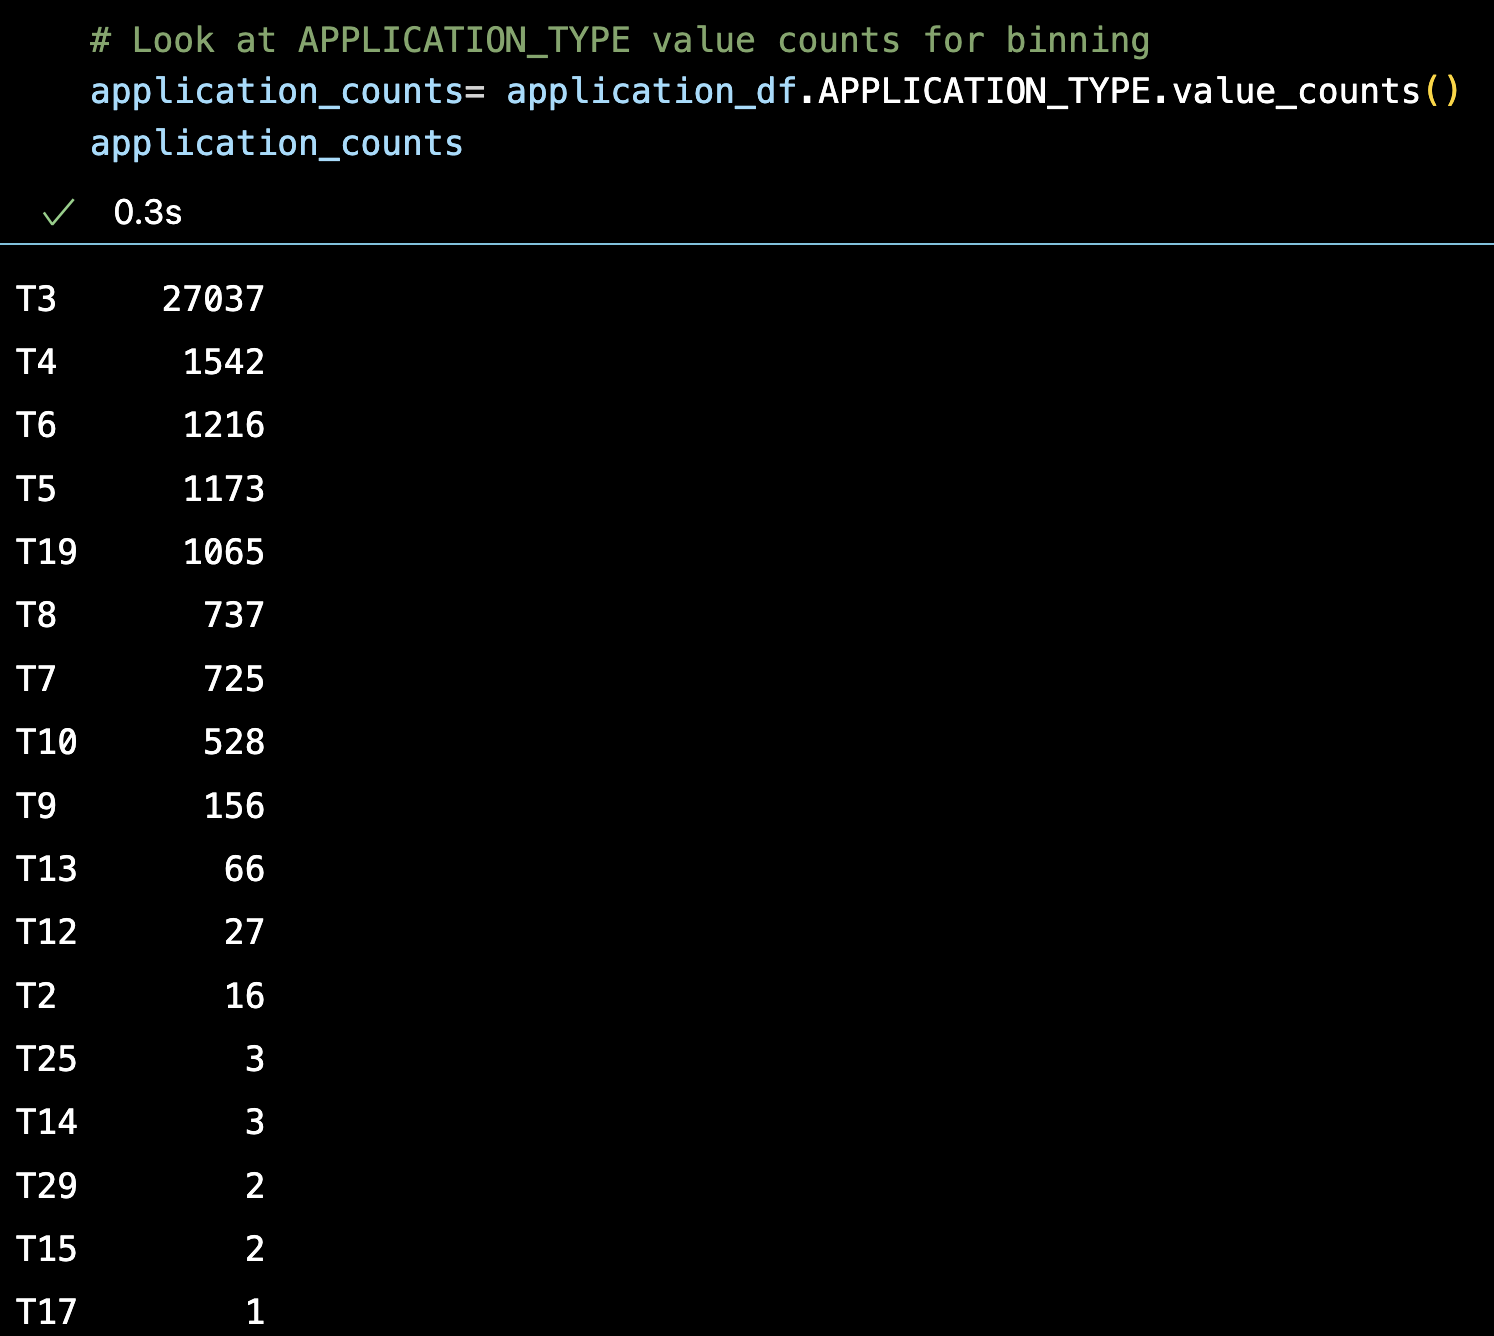 # Look at APPLICATION_TYPE value counts for binning
application_counts= application_df.APPLICATION_TYPE.value_counts()
application_counts
0.3s
T3 27037
T4 1542
T6 1216
T5 1173
T19 1065
T8 737
T7 725
T10 528
T9 156
T13 66
T12 27
T2 16
T25 3
T14 3
T29 2
T15 2
T17 1